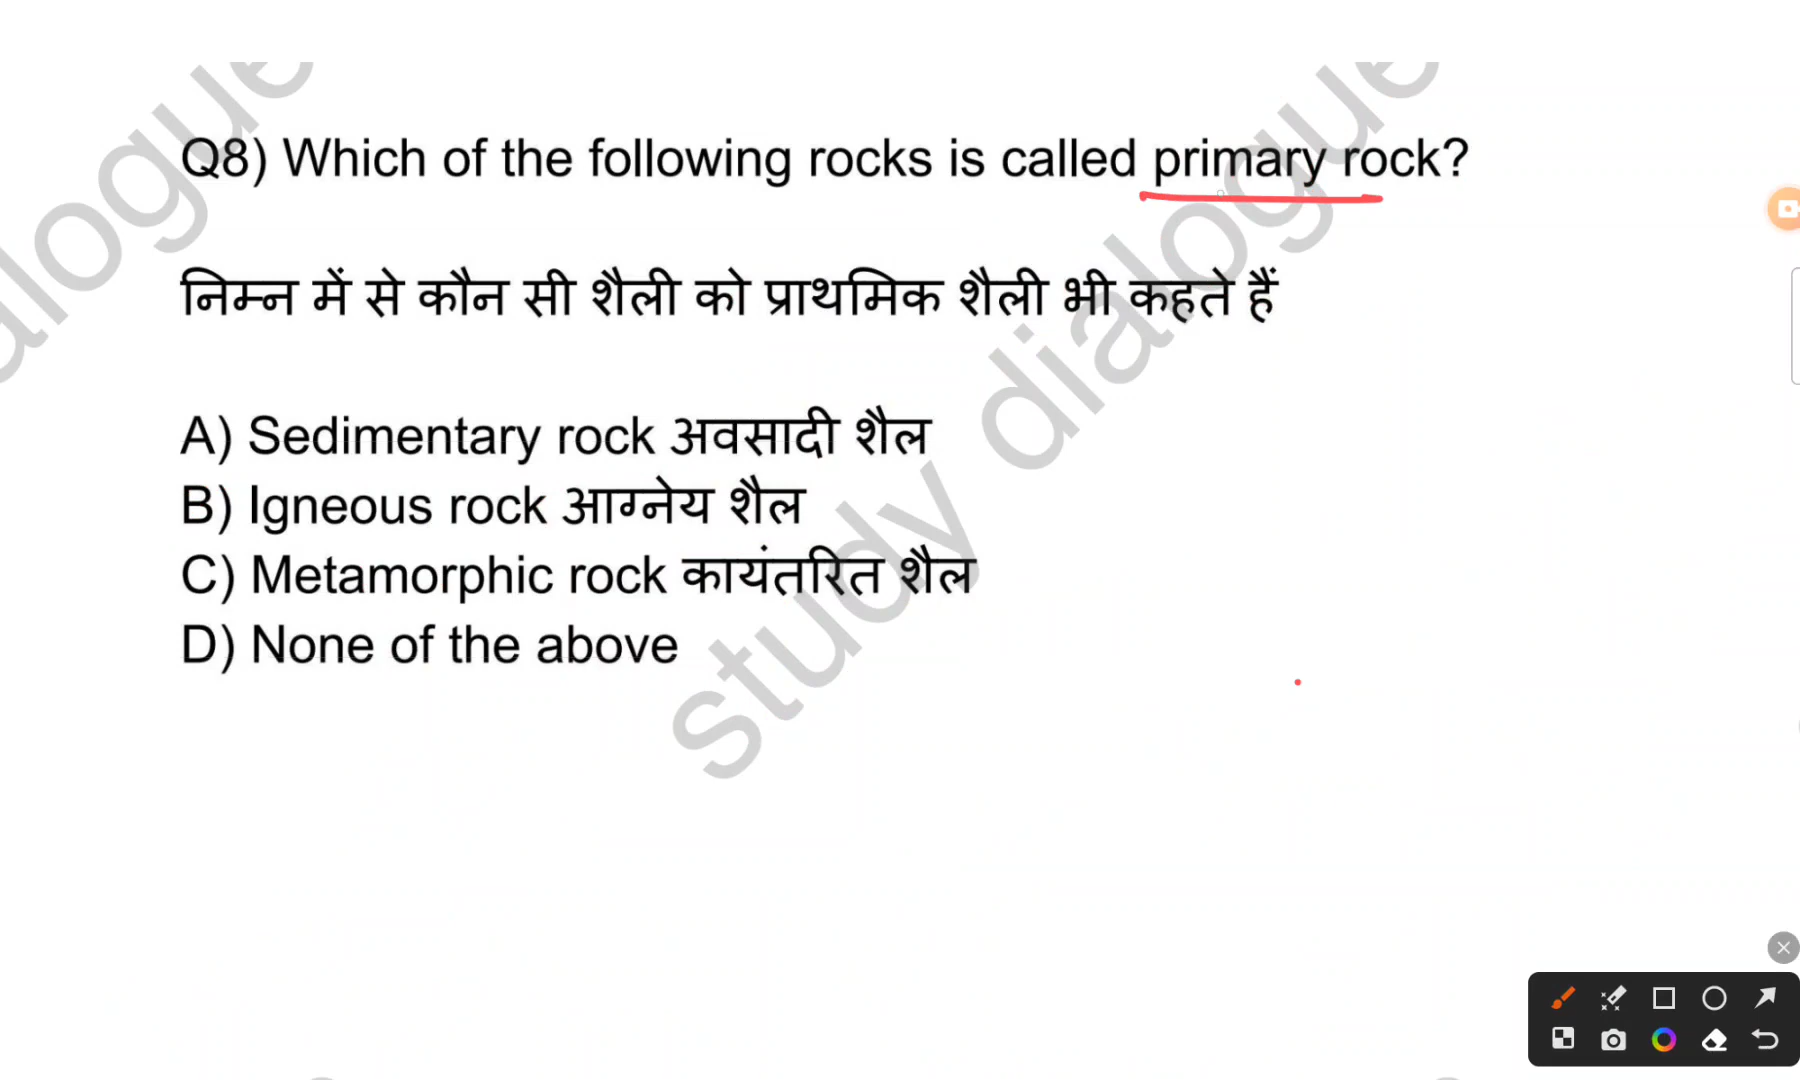 Q8) Which of the following rocks is called primary rock?
निम्न में से कौन सी शैली को प्राथमिक शैली भी कहते हैं
A) Sedimentary rock अवसादी शैल
B) Igneous rock आग्नेय शैल
C) Metamorphic rock कायंतरित शैल
D) None of the above
study dialogue
alogue